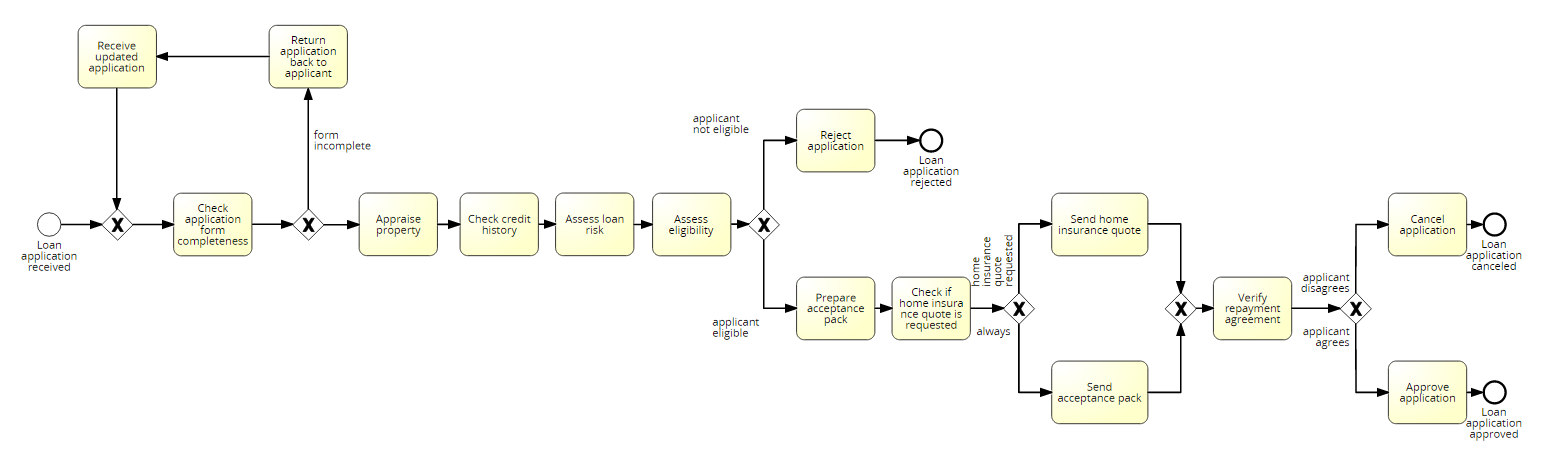 Receive
updated
application
Return
application
back to
applicant
form
incomplete
Loan
application
received
Check
application
form
completeness
Appraise
property
Check credit
history
Assess loan
risk
Assess
eligibility
applicant
not eligible
Reject
application
Loan
application
rejected
applicant
eligible
Prepare
acceptance
pack
Check if
home insura
nce quote is
requested
home
insurance
quote
requested
always
Send home
insurance quote
Send
acceptance pack
Verify
repayment
agreement
applicant
disagrees
applicant
agrees
Cancel
application
Loan
application
canceled
Approve
application
Loan
application
approved